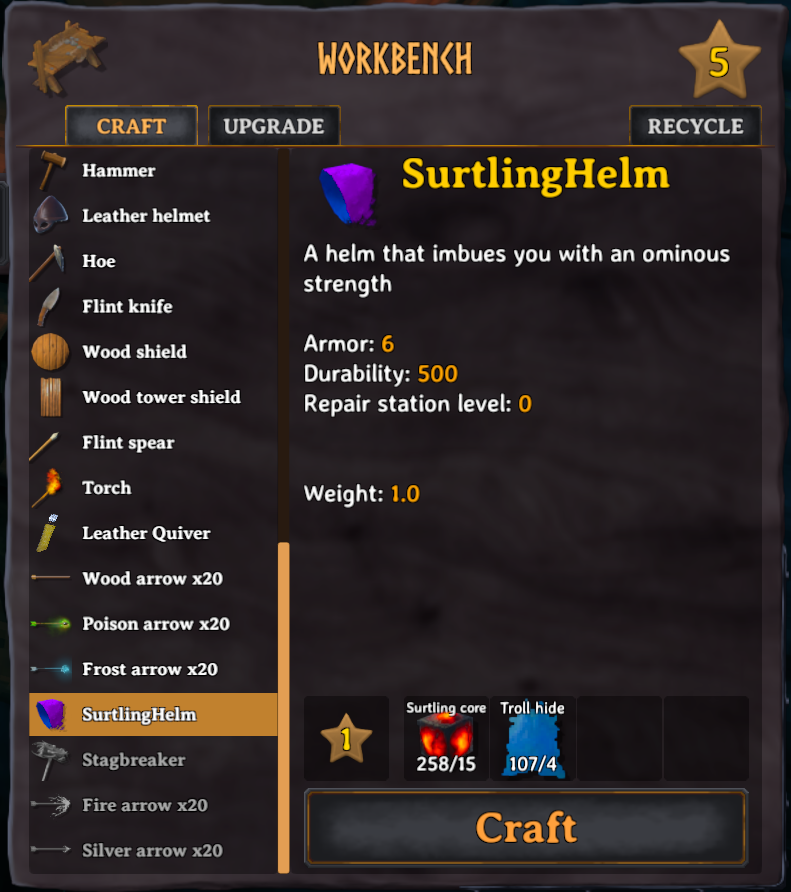 WORKBENCH
5
CRAFT
UPGRADE
RECYCLE
Hammer
Leather helmet
Hoe
Flint knife
Wood shield
Wood tower shield
Flint spear
Torch
Leather Quiver
Wood arrow x20
Poison arrow x20
Frost arrow x20
SurtlingHelm
Stagbreaker
Fire arrow x20
Silver arrow x20
SurtlingHelm
A helm that imbues you with an ominous
strength
Armor: 6
Durability: 500
Repair station level: 0
Weight: 1.0
1
Surtling core
258/15
Troll hide
107/4
Craft